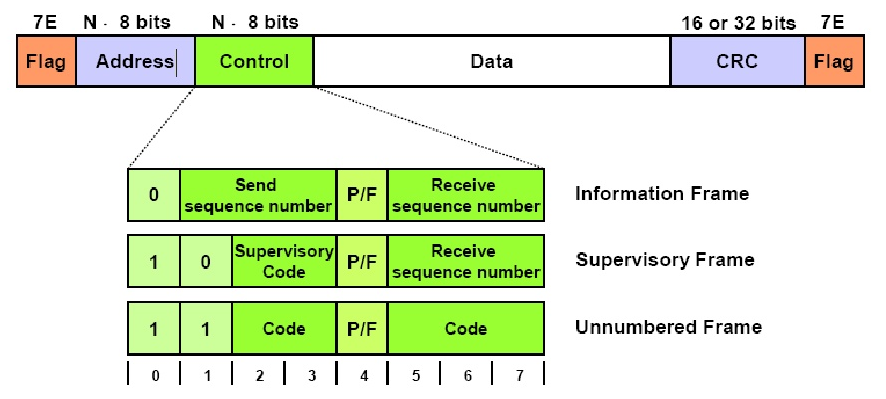 7E N - 8 bits N - 8 bits 16 or 32 bits 7E
Flag Address Control Data CRC Flag
0 Send sequence number P/F Receive sequence number Information Frame
1 0 Supervisory Code P/F Receive sequence number Supervisory Frame
1 1 Code P/F Code Unnumbered Frame
0 1 2 3 4 5 6 7